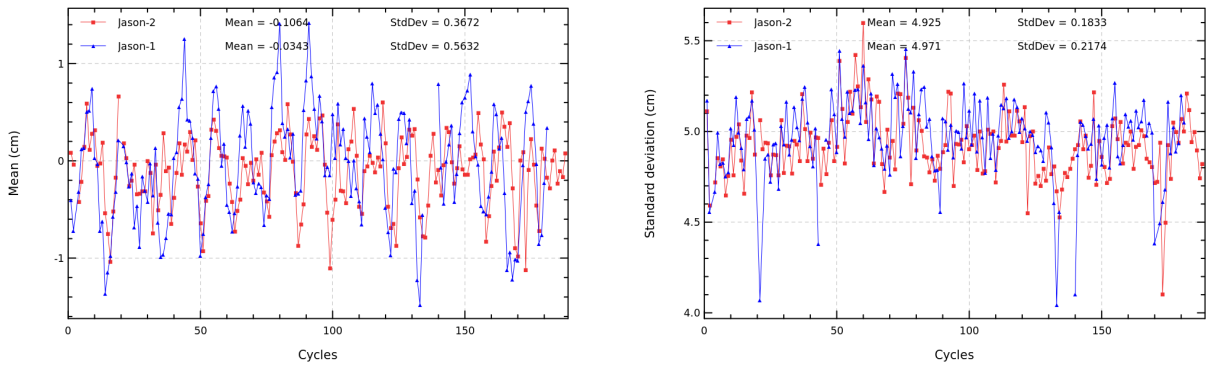 Jason-2 Mean = -0.1064 StdDev = 0.3672
Jason-1 Mean = -0.0343 StdDev = 0.5632
1
0
-1
Mean (cm)
0 50 100 150
Cycles
Jason-2 Mean = 4.925 StdDev = 0.1833
Jason-1 Mean = 4.971 StdDev = 0.2174
5.5
5.0
4.5
4.0
Standard deviation (cm)
0 50 100 150
Cycles